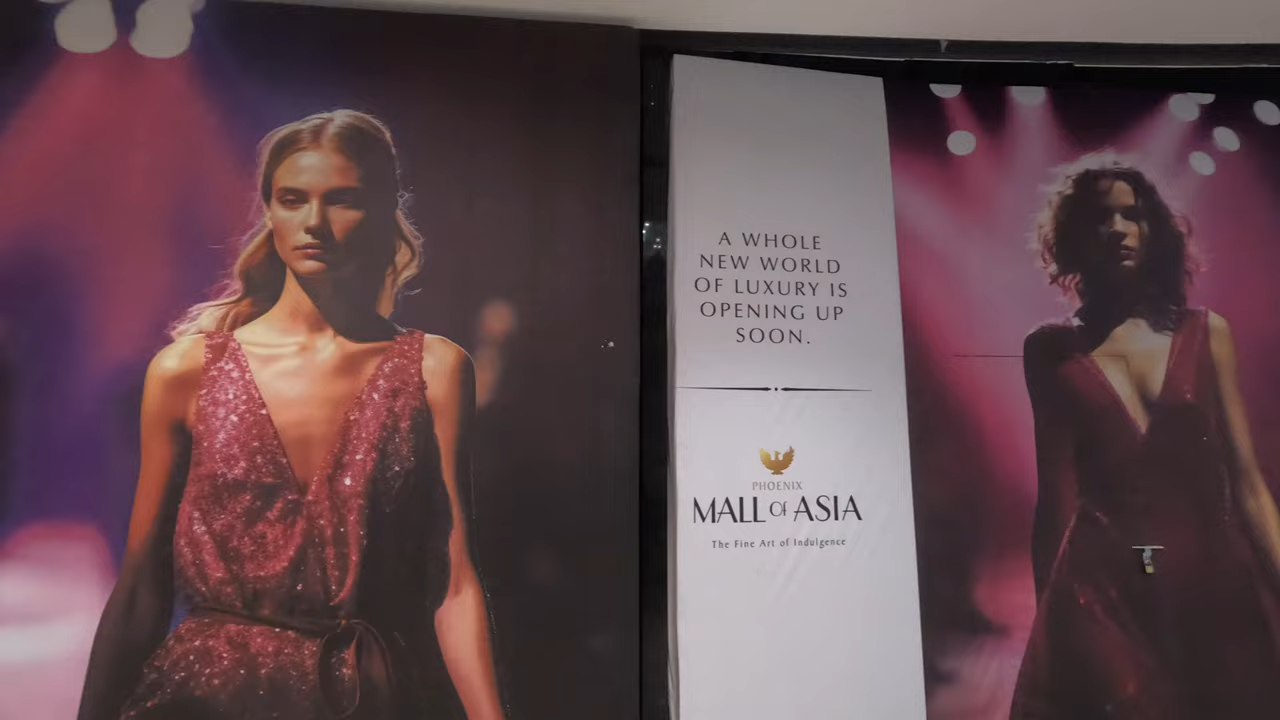 A WHOLE
NEW WORLD
OF LUXURY IS
OPENING UP
SOON.
PHOENIX
MALL OF ASIA
The Fine Art of Indulgence